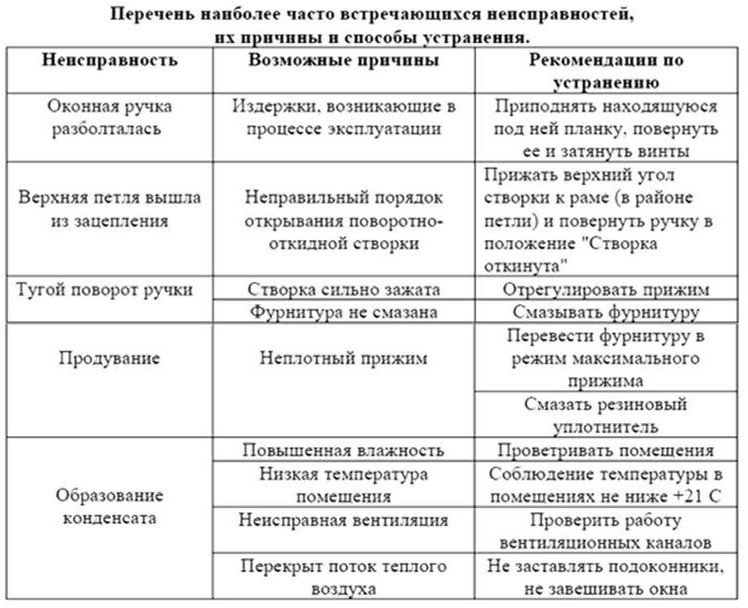 Перечень наиболее часто встречающихся неисправностей,
их причины и способы устранения.
Неисправность
Возможные причины
Рекомендации по
устранению
Оконная ручка
разболталась
Издержки, возникающие в
процессе эксплуатации
Приподнять находяшуюся
под ней планку, повернуть
ее и затянуть винты
Верхняя петля вышла
из зацепления
Неправильный порядок
открывания поворотно-
откидной створки
Прижать верхний угол
створки к раме (в районе
петли) и повернуть ручку в
положение "Створка
откинута"
Тугой поворот ручки
Створка сильно зажата
Отрегулировать прижим
Фурнитура не смазана
Смазывать фурнитуру
Продувание
Неплотный прижим
Перевести фурнитуру в
режим максимального
прижима
Смазать резиновый
уплотнитель
Образование
конденсата
Повышенная влажность
Проветривать помещения
Низкая температура
помещения
Соблюдение температуры в
помещениях не ниже +21 С
Неисправная вентиляция
Проверить работу
вентиляционных каналов
Перекрыт поток теплого
воздуха
Не заставлять подоконники,
не завешивать окна